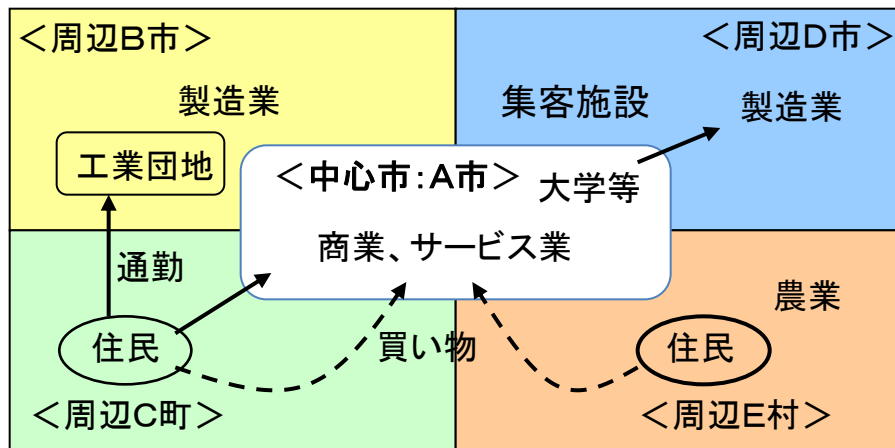 ＜周辺B市＞
＜周辺D市＞
製造業
集客施設
製造業
工業団地
＜中心市：A市＞
大学等
商業、サービス業
通勤
農業
住民
買い物
住民
＜周辺C町＞
＜周辺E村＞